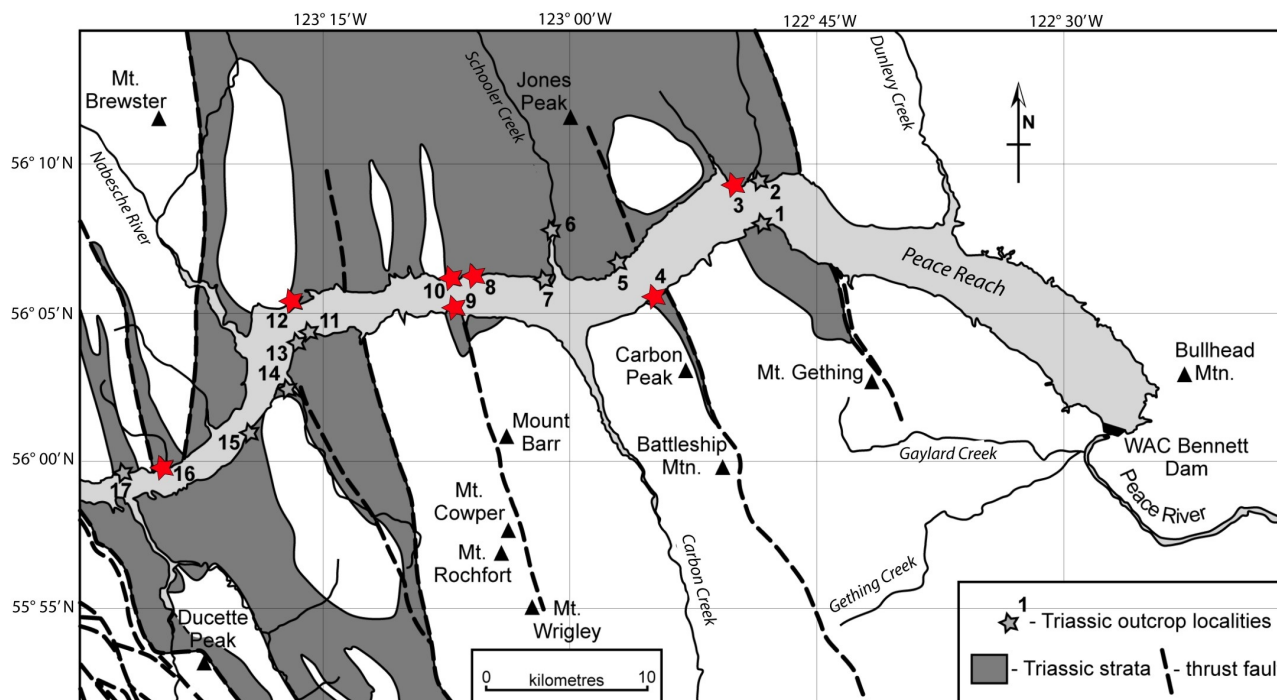 123° 15'W
123° 00'W
122° 45'W
122° 30'W
56° 10'N
56° 05'N
56° 00'N
55° 55'N
Mt.
Brewster
Nabesche River
Schooler Creek
Jones
Peak
Dunlevy Creek
N
Peace Reach
1
2
3
4
5
6
7
8
9
10
11
12
13
14
15
16
17
Carbon
Peak
Mt. Gething
Bullhead
Mtn.
Mount
Barr
Battleship
Mtn.
Gaylard Creek
WAC Bennett
Dam
Peace River
Mt.
Cowper
Mt.
Rochfort
Carbon Creek
Gething Creek
Mt.
Wrigley
Ducette
Peak
0 kilometres 10
1
- Triassic outcrop localities
- Triassic strata
- thrust faul